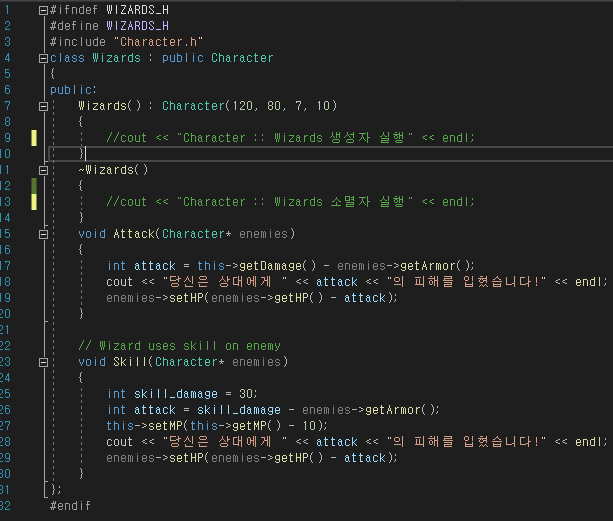 1 #ifndef WIZARDS_H
2 #define WIZARDS_H
3 #include "Character.h"
4 class Wizards : public Character
5 {
6 public:
7 Wizards() : Character(120, 80, 7, 10)
8 {
9 //cout << "Character :: Wizards 생성자 실행" << endl;
10 }
11 ~Wizards()
12 {
13 //cout << "Character :: Wizards 소멸자 실행" << endl;
14 }
15 void Attack(Character* enemies)
16 {
17 int attack = this->getDamage() - enemies->getArmor();
18 cout << "당신은 상대에게 " << attack << "의 피해를 입혔습니다!" << endl;
19 enemies->setHP(enemies->getHP() - attack);
20 }
21
22 // Wizard uses skill on enemy
23 void Skill(Character* enemies)
24 {
25 int skill_damage = 30;
26 int attack = skill_damage - enemies->getArmor();
27 this->setMP(this->getMP() - 10);
28 cout << "당신은 상대에게 " << attack << "의 피해를 입혔습니다!" << endl;
29 enemies->setHP(enemies->getHP() - attack);
30 }
31 };
32 #endif